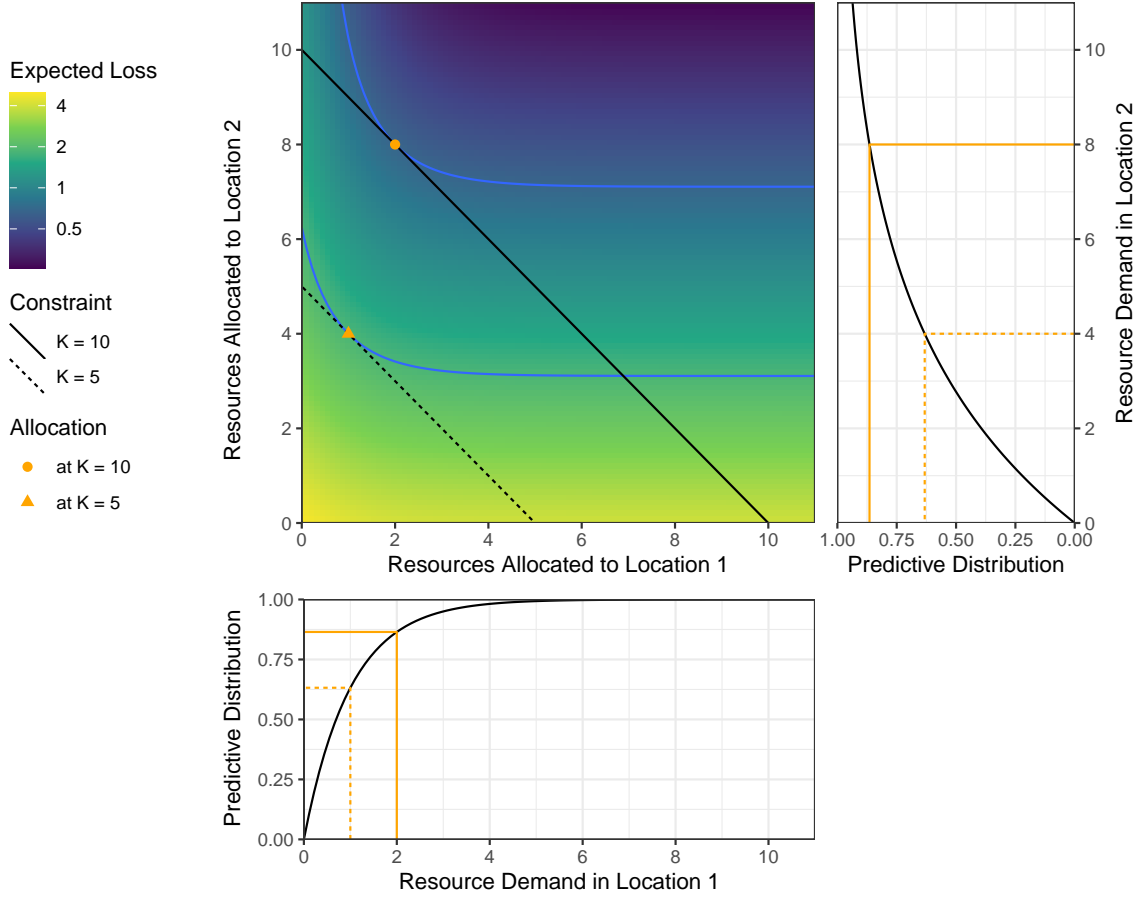 Expected Loss
4
2
1
0.5
Constraint
K = 10
K = 5
Allocation
at K = 10
at K = 5
Resources Allocated to Location 2
10
8
6
4
2
0
0 2 4 6 8 10
Resources Allocated to Location 1
10
8
6
4
2
0
Resource Demand in Location 2
1.00 0.75 0.50 0.25 0.00
Predictive Distribution
Predictive Distribution
1.00
0.75
0.50
0.25
0.00
0 2 4 6 8 10
Resource Demand in Location 1